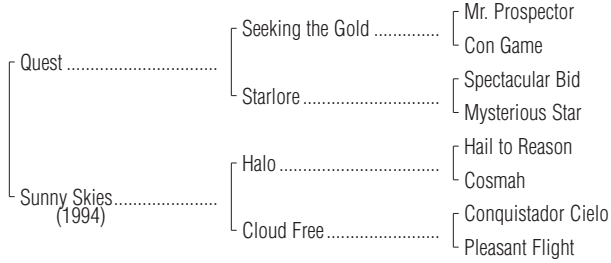 Quest ................................
Sunny Skies......................
(1994)
Seeking the Gold ..............
Starlore.............................
Halo ..................................
Cloud Free........................
Mr. Prospector
Con Game
Spectacular Bid
Mysterious Star
Hail to Reason
Cosmah
Conquistador Cielo
Pleasant Flight